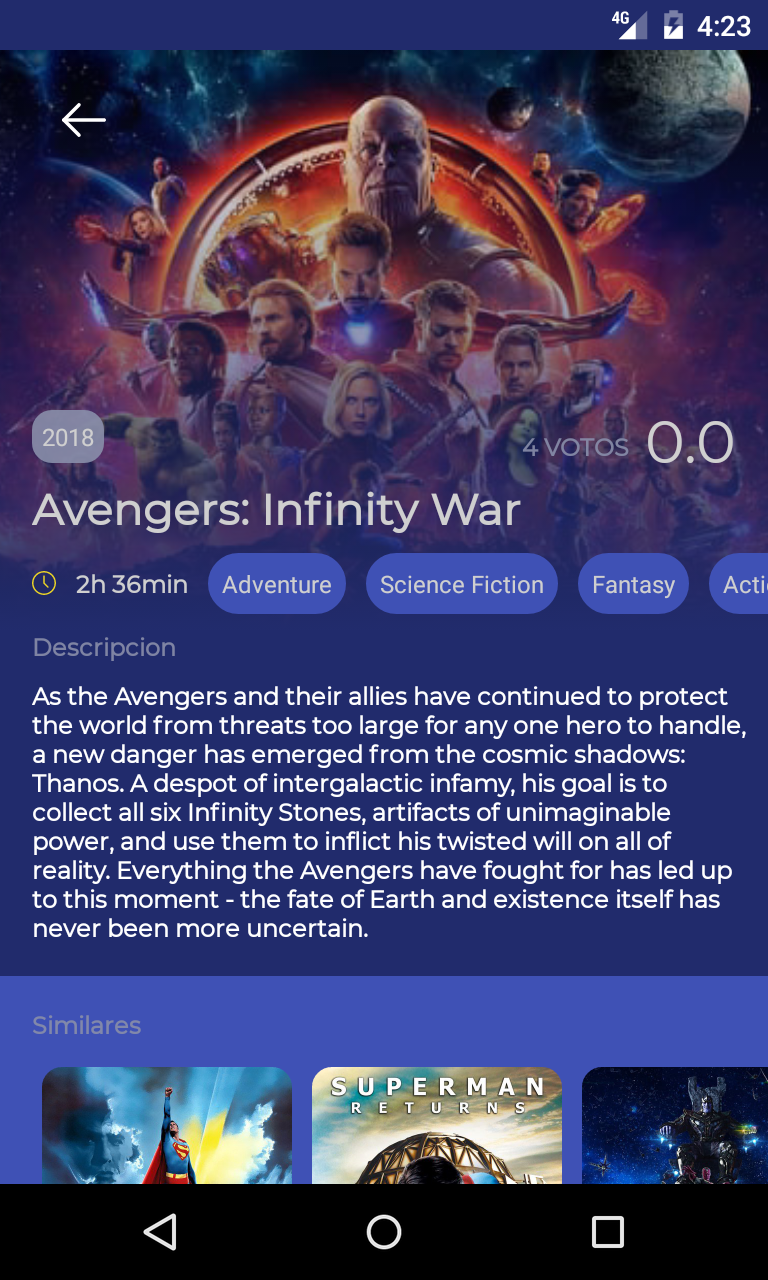 4G 4:23
2018
4 VOTOS 0.0
Avengers: Infinity War
2h 36min Adventure Science Fiction Fantasy Acti
Descripcion
As the Avengers and their allies have continued to protect
the world from threats too large for any one hero to handle,
a new danger has emerged from the cosmic shadows:
Thanos. A despot of intergalactic infamy, his goal is to
collect all six Infinity Stones, artifacts of unimaginable
power, and use them to inflict his twisted will on all of
reality. Everything the Avengers have fought for has led up
to this moment - the fate of Earth and existence itself has
never been more uncertain.
Similares
SUPERMAN
RETURNS